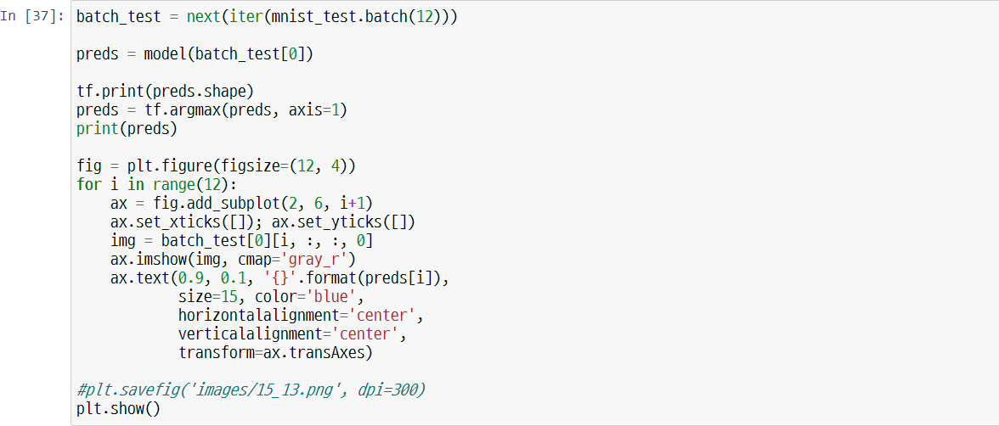 In [37]: batch_test = next(iter(mnist_test.batch(12)))

preds = model(batch_test[0])

tf.print(preds.shape)
preds = tf.argmax(preds, axis=1)
print(preds)

fig = plt.figure(figsize=(12, 4))
for i in range(12):
    ax = fig.add_subplot(2, 6, i+1)
    ax.set_xticks([]); ax.set_yticks([])
    img = batch_test[0][i, :, :, 0]
    ax.imshow(img, cmap='gray_r')
    ax.text(0.9, 0.1, '{}'.format(preds[i]),
            size=15, color='blue',
            horizontalalignment='center',
            verticalalignment='center',
            transform=ax.transAxes)

#plt.savefig('images/15_13.png', dpi=300)
plt.show()